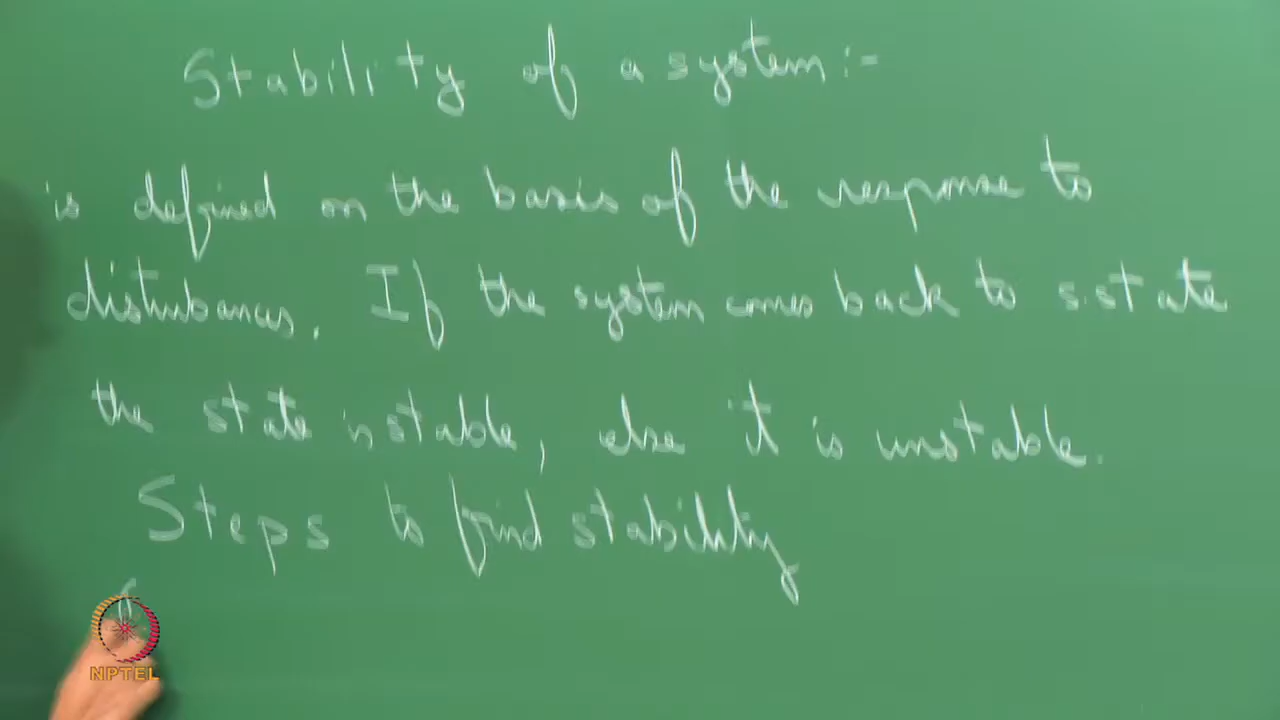 Stability of a system :-
is defined on the basis of the response to
disturbances. If the system comes back to s.state
the state is stable, else it is unstable.
Steps to find stability
NPTEL